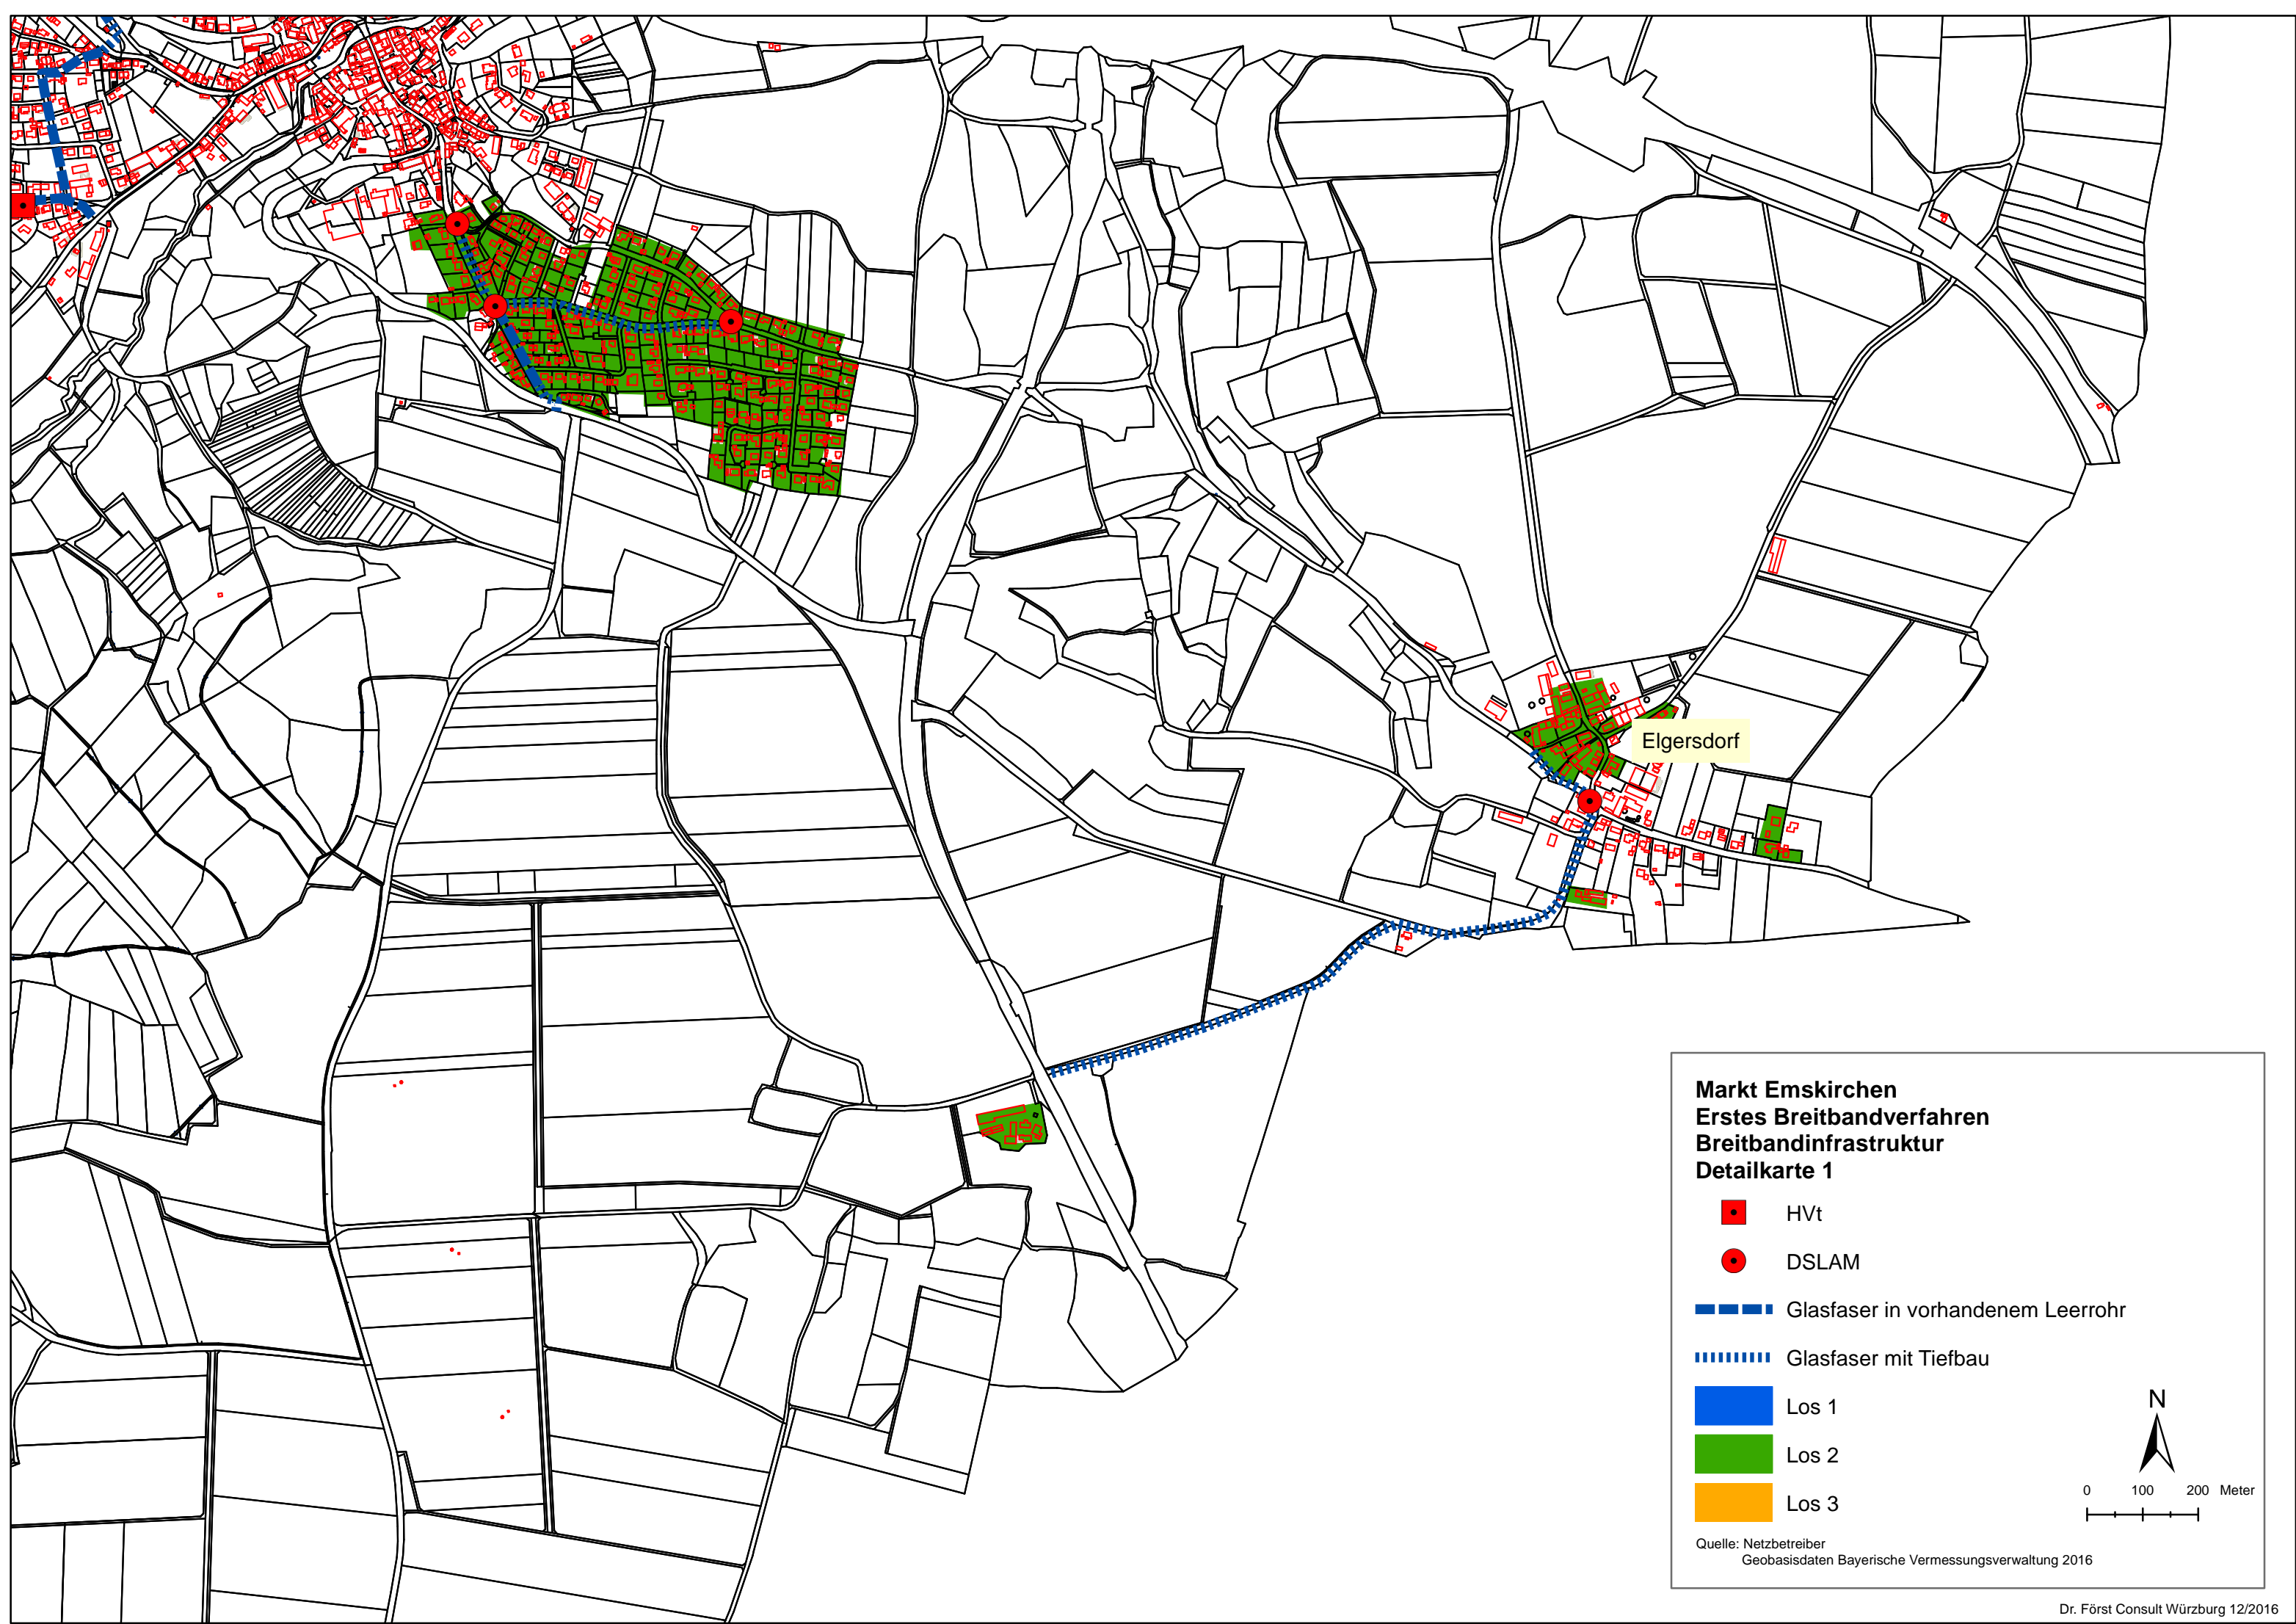 Elgersdorf
Markt Emskirchen
Erstes Breitbandverfahren
Breitbandinfrastruktur
Detailkarte 1
HVt
DSLAM
Glasfaser in vorhandenem Leerrohr
Glasfaser mit Tiefbau
Los 1
Los 2
Los 3
N
0 100 200 Meter
Quelle: Netzbetreiber
Geobasisdaten Bayerische Vermessungsverwaltung 2016
Dr. Först Consult Würzburg 12/2016